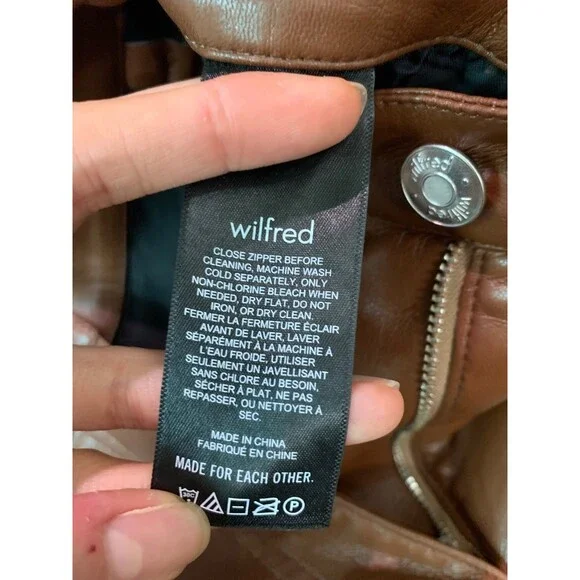 wilfred
CLOSE ZIPPER BEFORE
CLEANING, MACHINE WASH
COLD SEPARATELY, ONLY
NON-CHLORINE BLEACH WHEN
NEEDED, DRY FLAT, DO NOT
IRON, OR DRY CLEAN.
FERMER LA FERMETURE ÉCLAIR
AVANT DE LAVER, LAVER
SÉPARÉMENT À LA MACHINE À
L'EAU FROIDE, UTILISER
SEULEMENT UN JAVELLISANT
SANS CHLORE AU BESOIN,
SÉCHER À PLAT, NE PAS
REPASSER, OU NETTOYER À
SEC.
MADE IN CHINA
FABRIQUÉ EN CHINE
MADE FOR EACH OTHER.
30C P
wilfred
wilfred